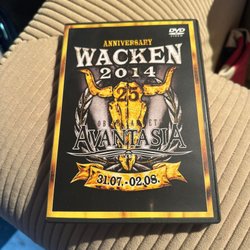 ANNIVERSARY
DVD
WACKEN
2014
25
AVANTASIA
31.07.-02.08.